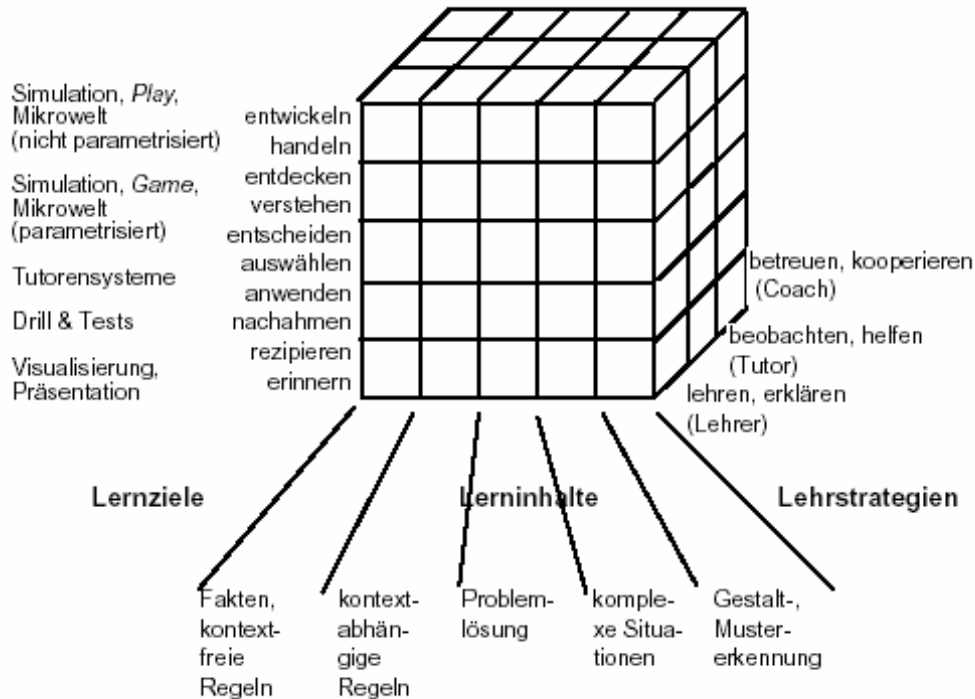 Simulation, Play,
Mikrowelt
(nicht parametrisiert)
Simulation, Game,
Mikrowelt
(parametrisiert)
Tutorensysteme
Drill & Tests
Visualisierung,
Präsentation
entwickeln
handeln
entdecken
verstehen
entscheiden
auswählen
anwenden
nachahmen
rezipieren
erinnern
betreuen, kooperieren
(Coach)
beobachten, helfen
(Tutor)
lehren, erklären
(Lehrer)
Lernziele
Lerninhalte
Lehrstrategien
Fakten,
kontext-
freie
Regeln
kontext-
abhän-
gige
Regeln
Problem-
lösung
komple-
xe Situa-
tionen
Gestalt-,
Muster-
erkennung